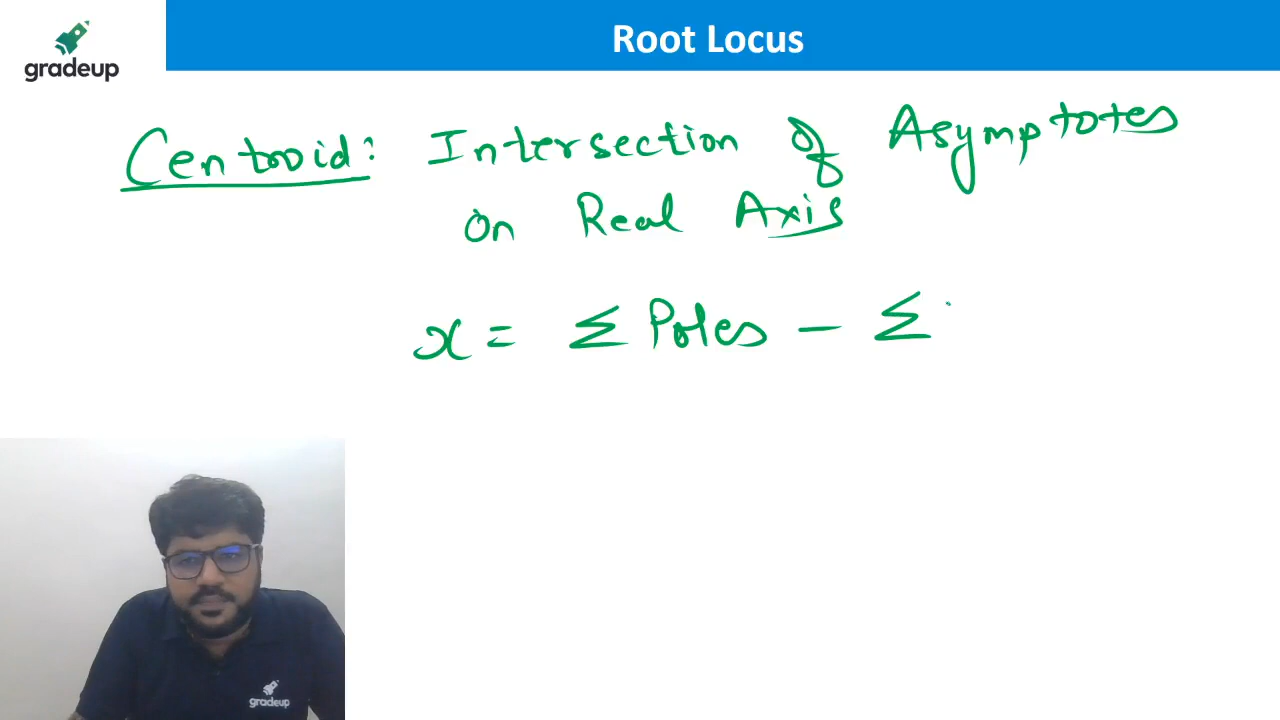 gradeup
Root Locus
Centroid: Intersection of Asymptotes
on Real Axis
x = Σ Poles - Σ
gradeup